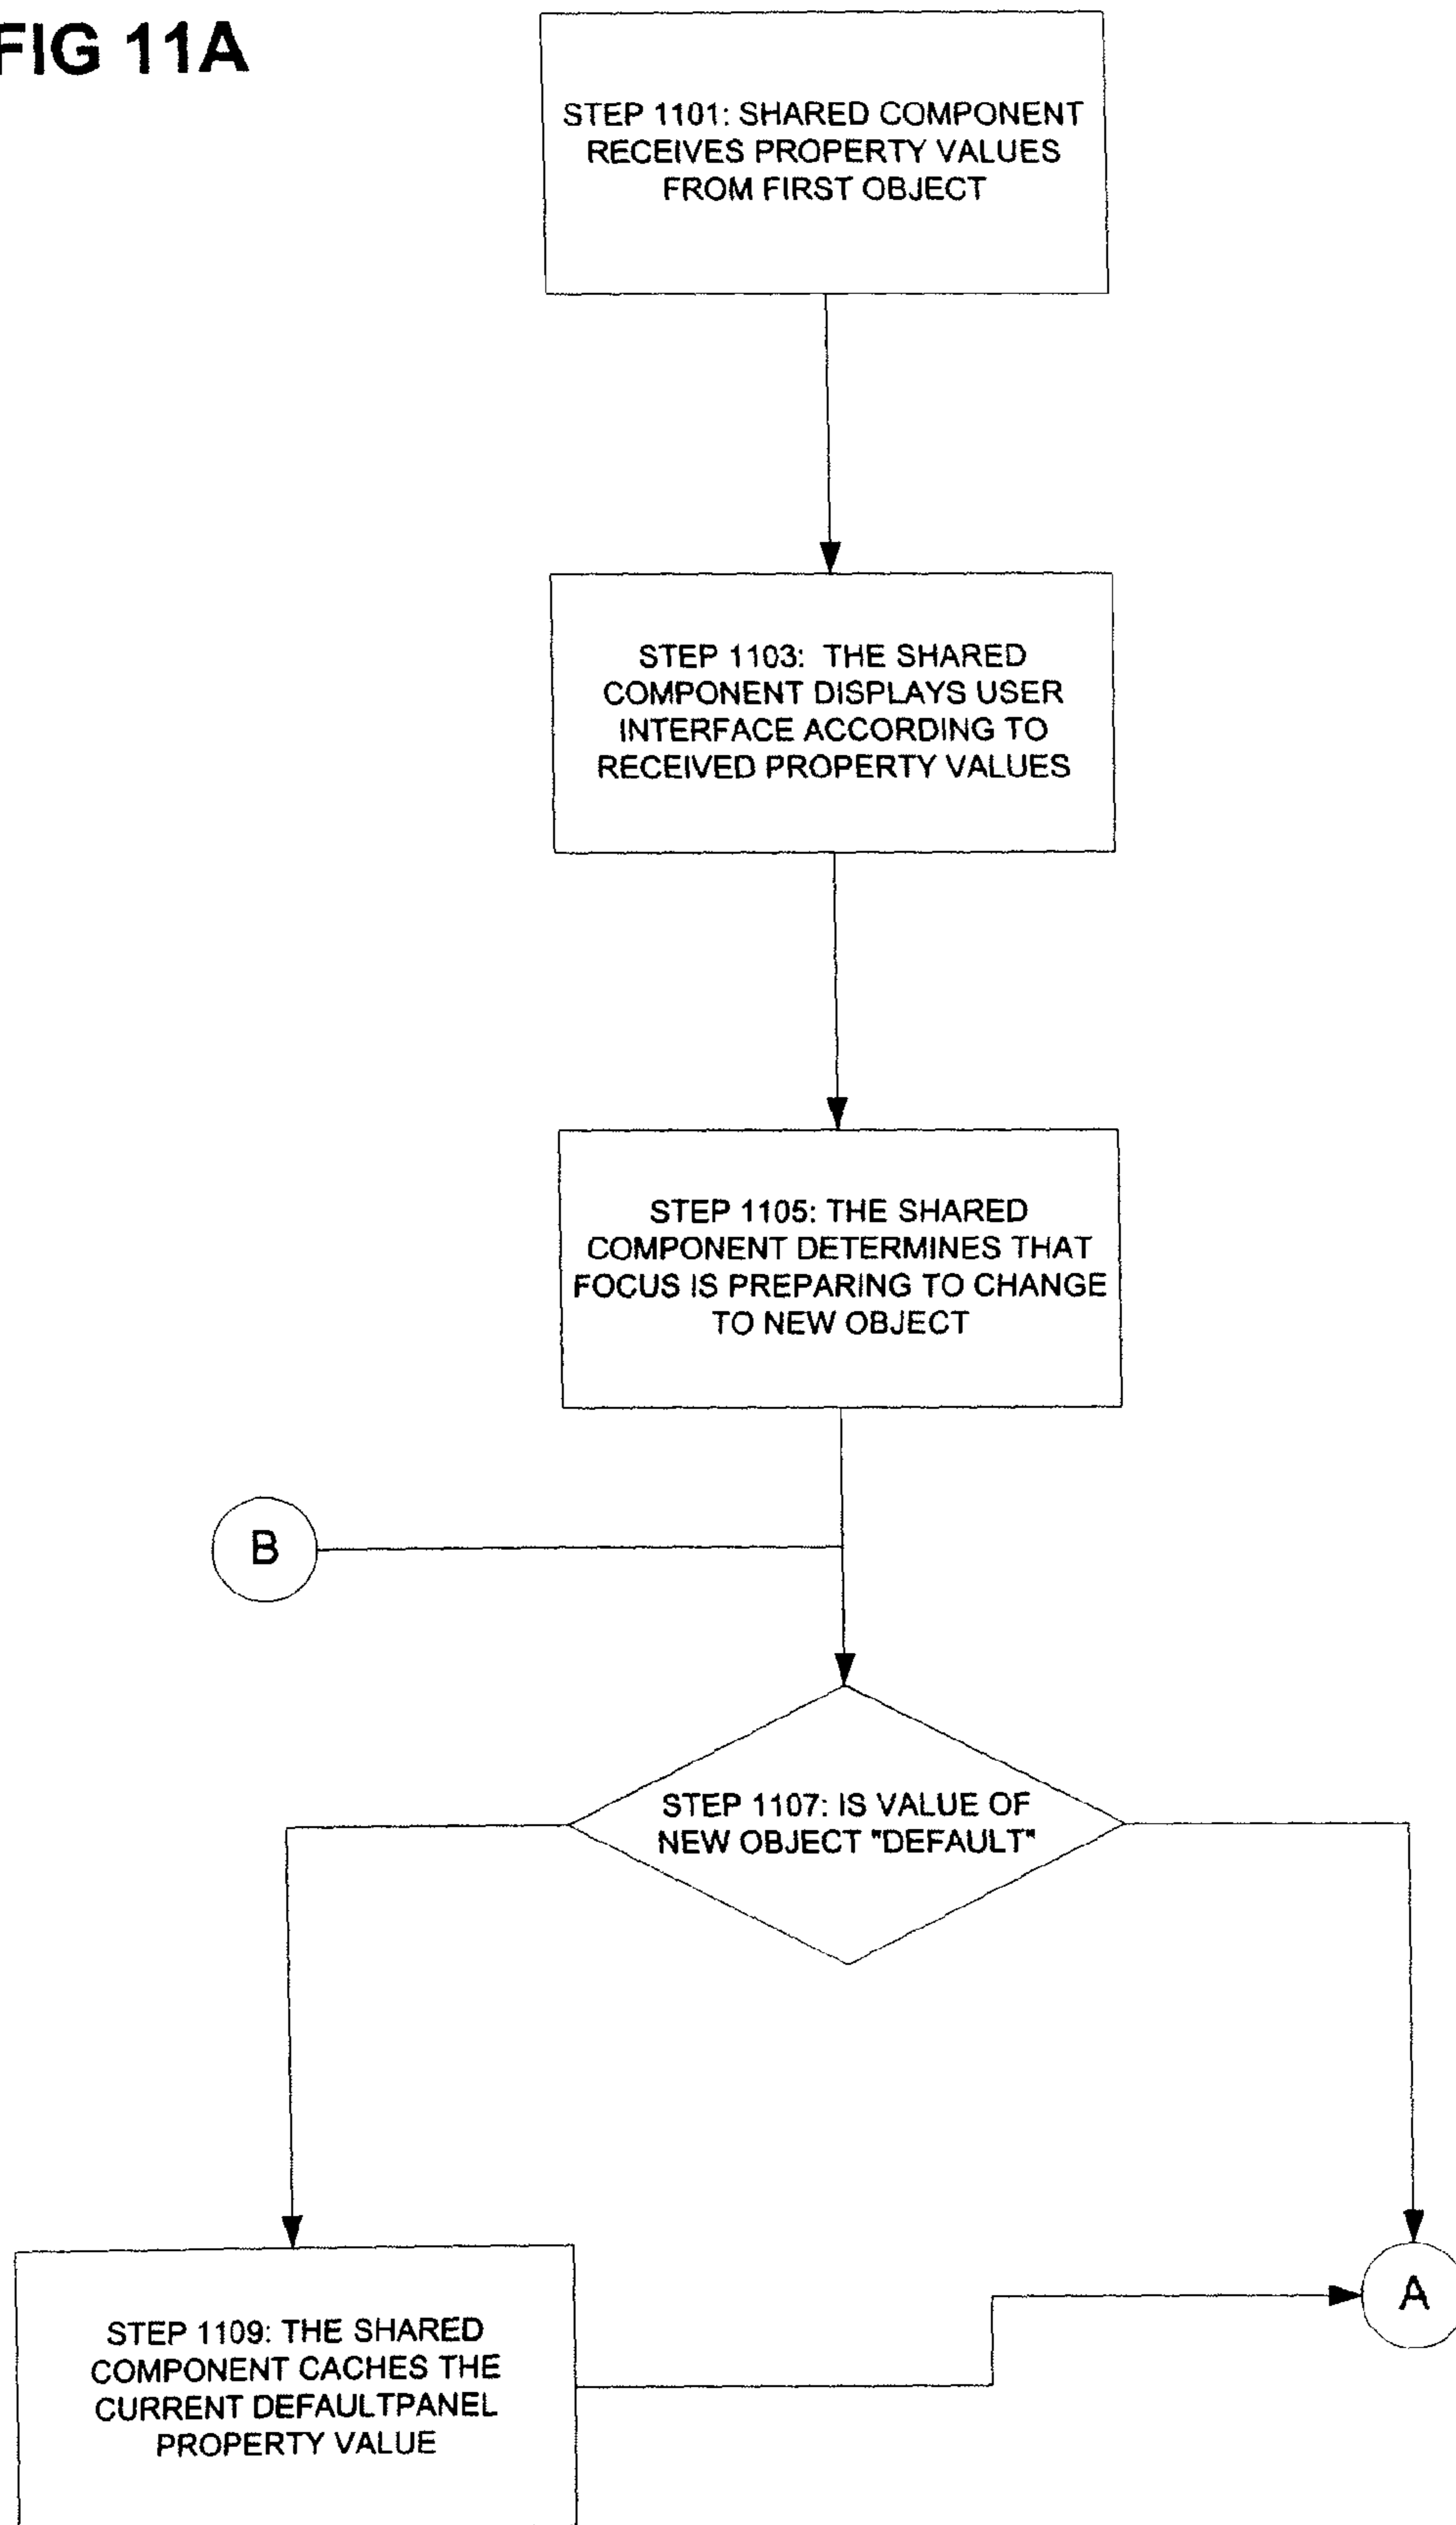 FIG 11A
STEP 1101: SHARED COMPONENT
RECEIVES PROPERTY VALUES
FROM FIRST OBJECT
STEP 1103: THE SHARED
COMPONENT DISPLAYS USER
INTERFACE ACCORDING TO
RECEIVED PROPERTY VALUES
STEP 1105: THE SHARED
COMPONENT DETERMINES THAT
FOCUS IS PREPARING TO CHANGE
TO NEW OBJECT
B
STEP 1107: IS VALUE OF
NEW OBJECT "DEFAULT"
A
STEP 1109: THE SHARED
COMPONENT CACHES THE
CURRENT DEFAULTPANEL
PROPERTY VALUE